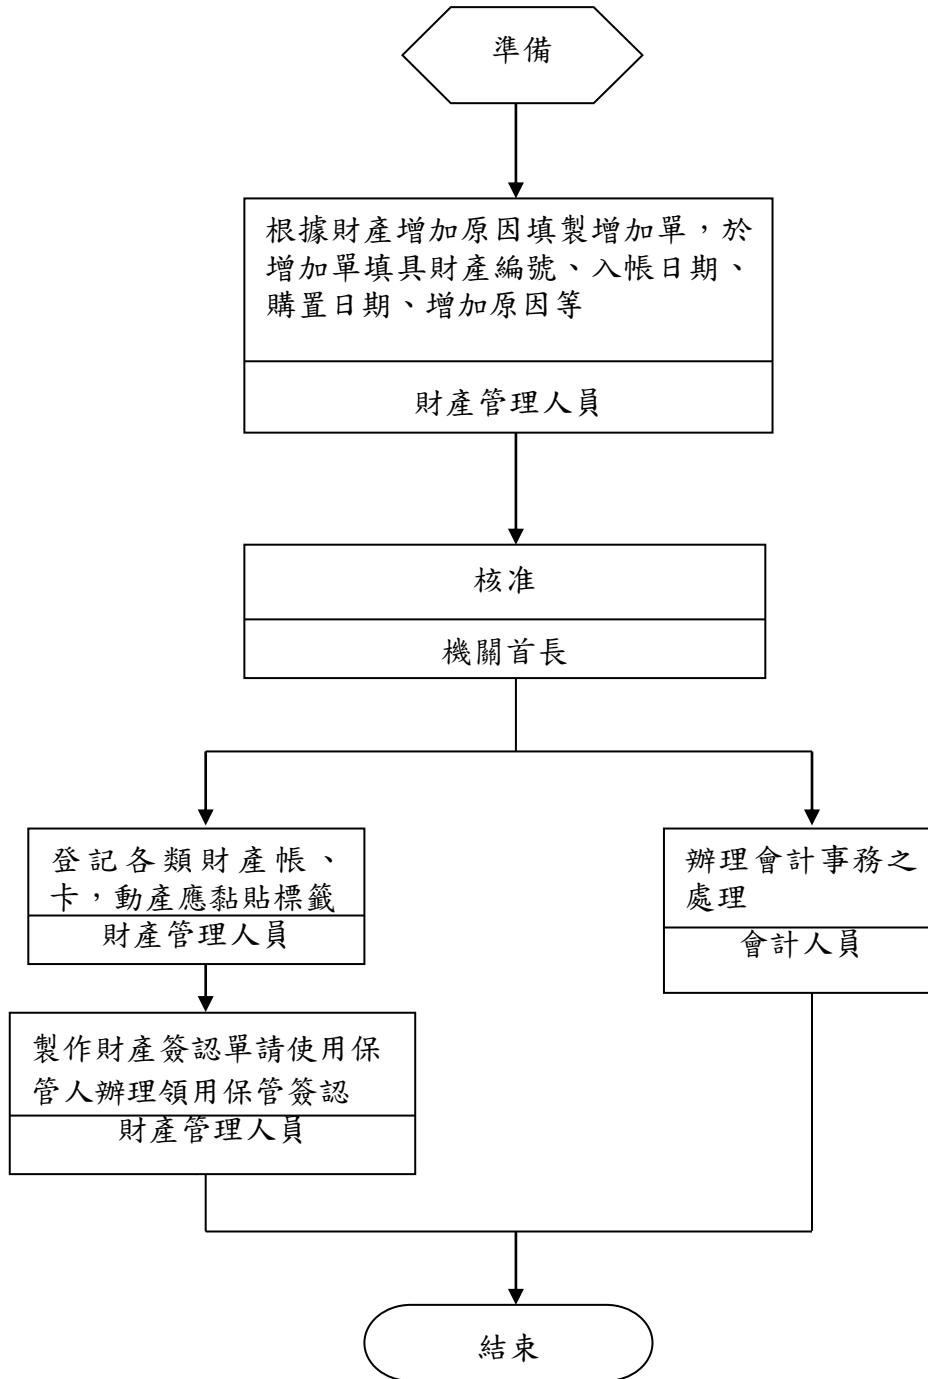 準備
根據財產增加原因填製增加單，於
增加單填具財產編號、入帳日期、
購置日期、增加原因等
財產管理人員
核准
機關首長
登記各類財產帳、
卡，動產應黏貼標籤
財產管理人員
辦理會計事務之
處理
會計人員
製作財產簽認單請使用保
管人辦理領用保管簽認
財產管理人員
結束